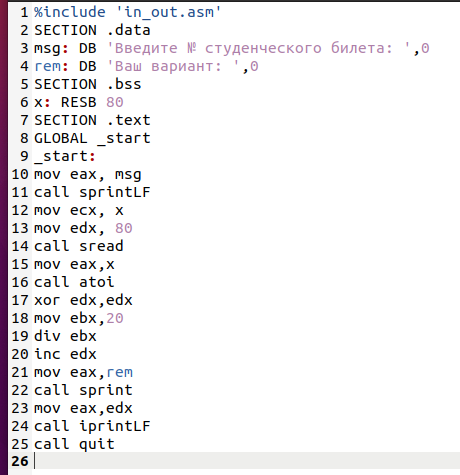 1 %include 'in_out.asm'
2 SECTION .data
3 msg: DB 'Введите № студенческого билета: ',0
4 rem: DB 'Ваш вариант: ',0
5 SECTION .bss
6 x: RESB 80
7 SECTION .text
8 GLOBAL _start
9 _start:
10 mov eax, msg
11 call sprintLF
12 mov ecx, x
13 mov edx, 80
14 call sread
15 mov eax,x
16 call atoi
17 xor edx,edx
18 mov ebx,20
19 div ebx
20 inc edx
21 mov eax,rem
22 call sprint
23 mov eax,edx
24 call iprintLF
25 call quit
26